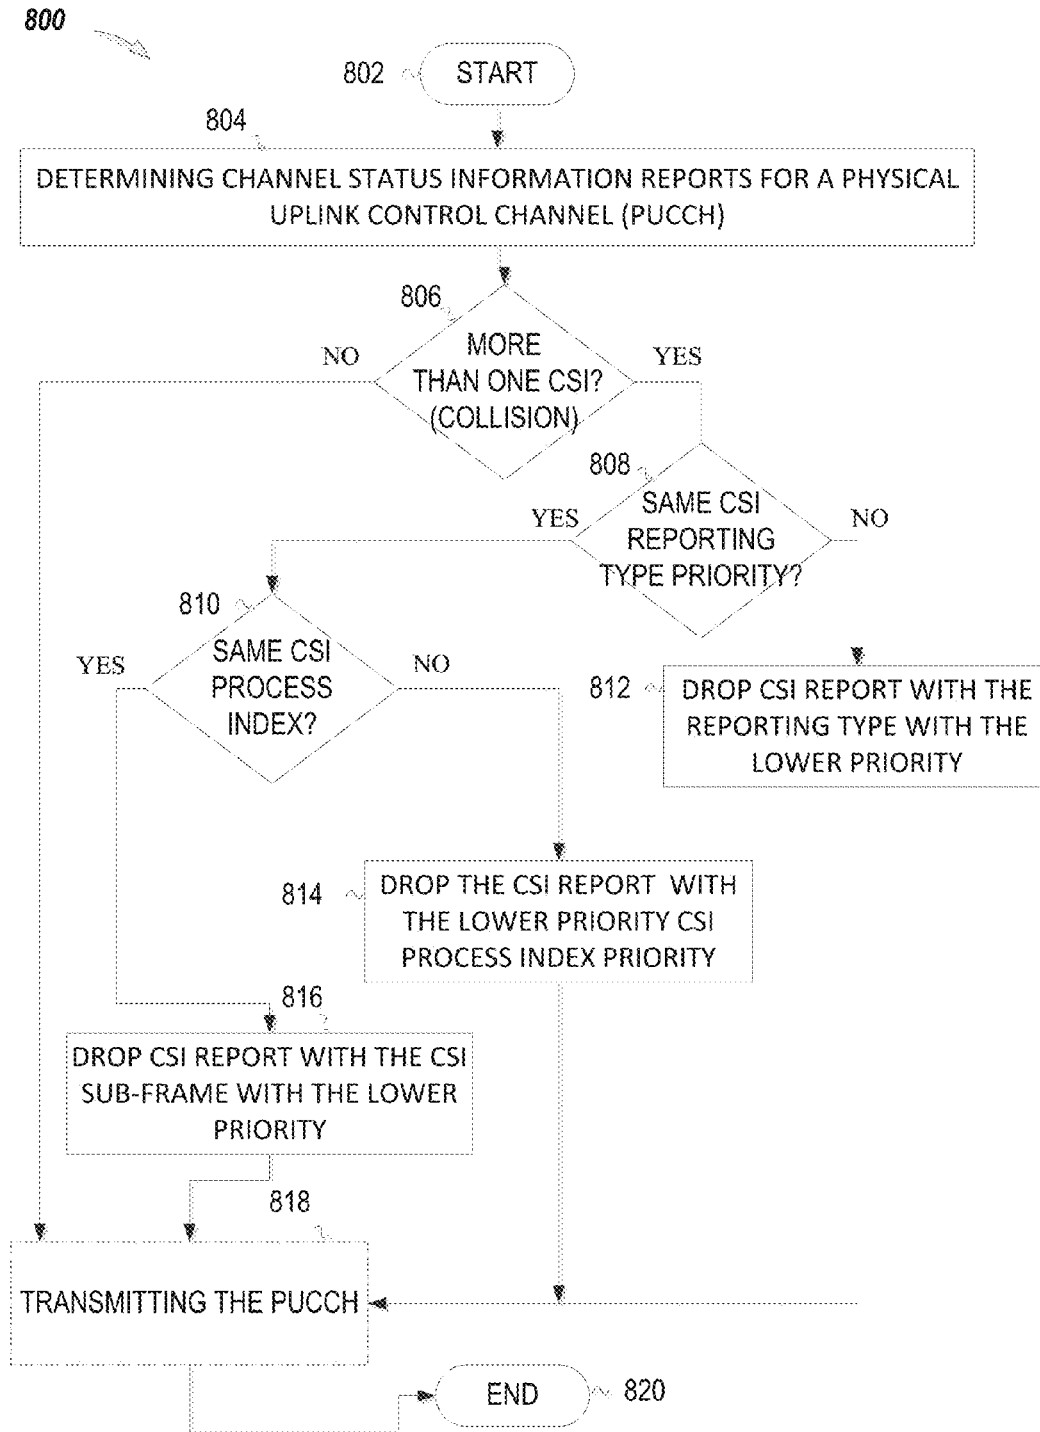 800
802
START
804
DETERMINING CHANNEL STATUS INFORMATION REPORTS FOR A PHYSICAL
UPLINK CONTROL CHANNEL (PUCCH)
806
MORE
THAN ONE CSI?
(COLLISION)
NO
YES
808
SAME CSI
REPORTING
TYPE PRIORITY?
YES
NO
810
SAME CSI
PROCESS
INDEX?
YES
NO
812
DROP CSI REPORT WITH THE
REPORTING TYPE WITH THE
LOWER PRIORITY
814
DROP THE CSI REPORT WITH
THE LOWER PRIORITY CSI
PROCESS INDEX PRIORITY
816
DROP CSI REPORT WITH THE CSI
SUB-FRAME WITH THE LOWER
PRIORITY
818
TRANSMITTING THE PUCCH
END
820